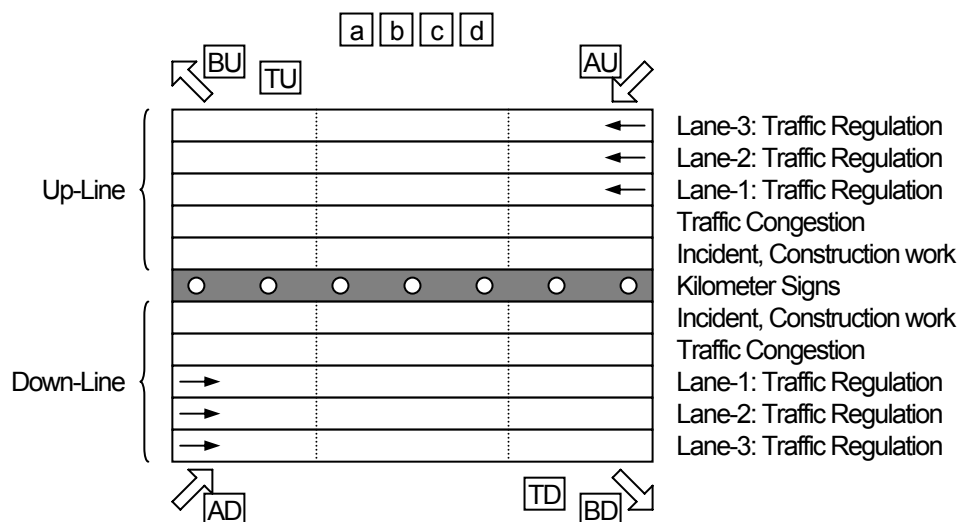 a b c d
BU
TU
AU
Lane-3: Traffic Regulation
Lane-2: Traffic Regulation
Up-Line
Lane-1: Traffic Regulation
Traffic Congestion
Incident, Construction work
Kilometer Signs
Incident, Construction work
Traffic Congestion
Down-Line
Lane-1: Traffic Regulation
Lane-2: Traffic Regulation
Lane-3: Traffic Regulation
AD
TD
BD